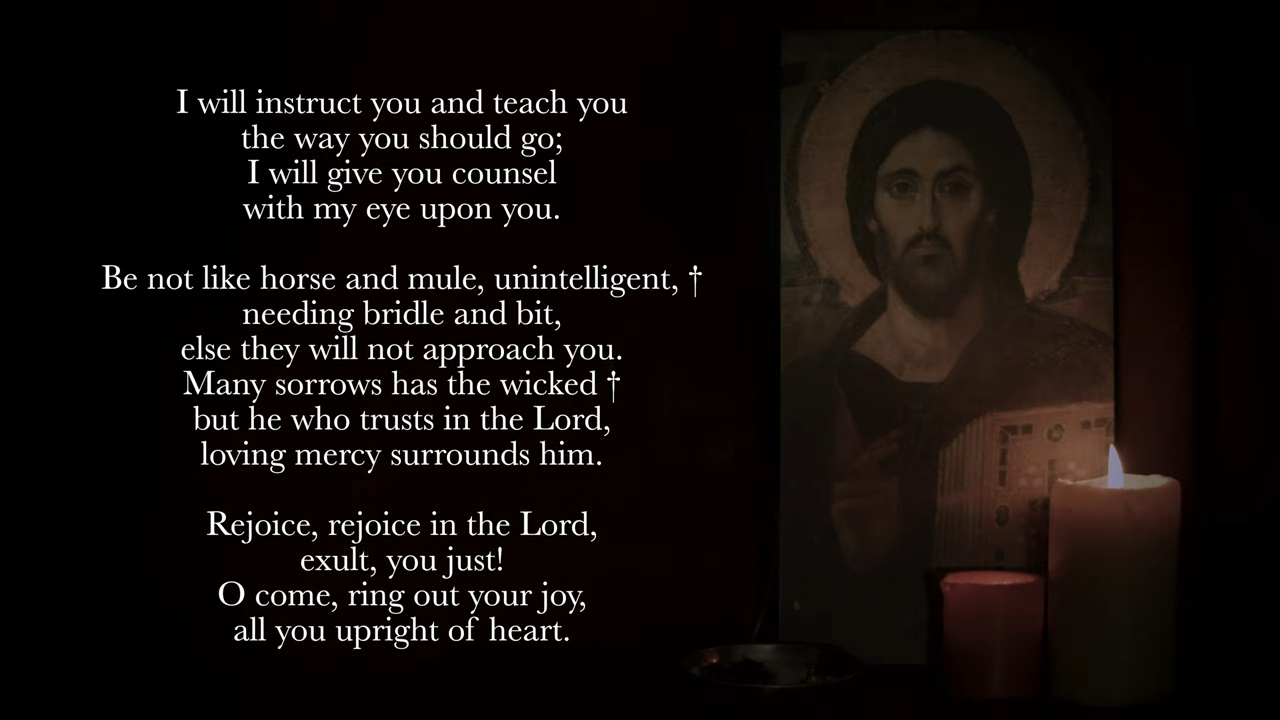 I will instruct you and teach you
the way you should go;
I will give you counsel
with my eye upon you.
Be not like horse and mule, unintelligent, †
needing bridle and bit,
else they will not approach you.
Many sorrows has the wicked †
but he who trusts in the Lord,
loving mercy surrounds him.
Rejoice, rejoice in the Lord,
exult, you just!
O come, ring out your joy,
all you upright of heart.